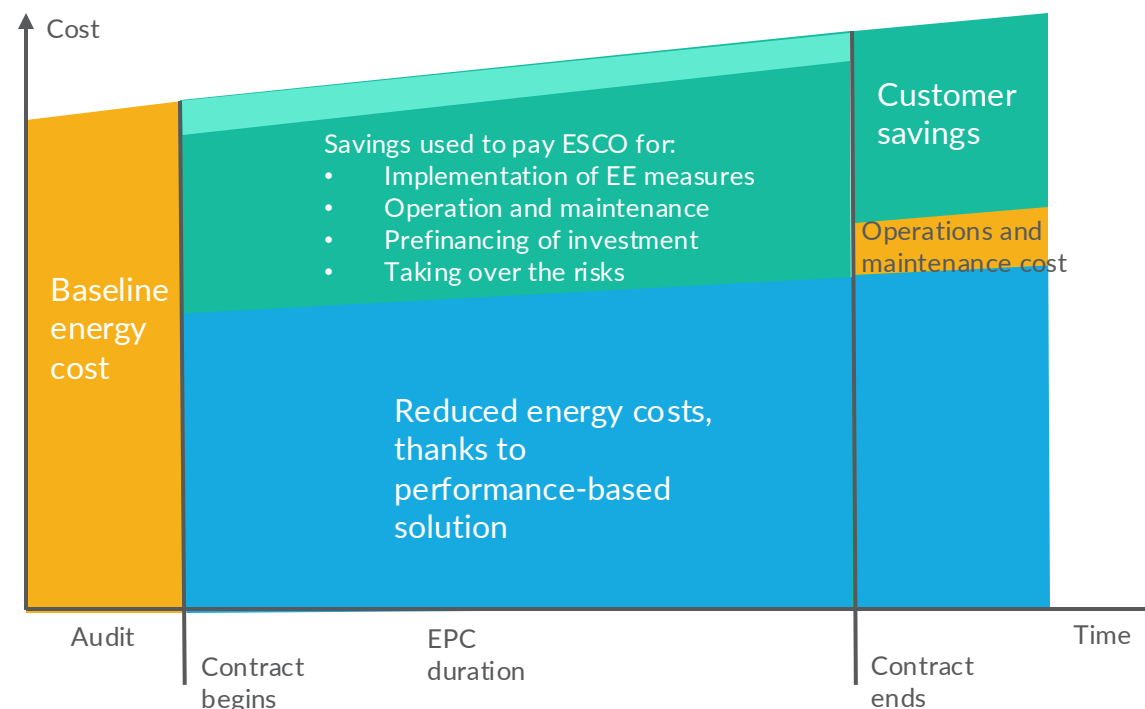 Cost
Customer
savings
Savings used to pay ESCO for:
• Implementation of EE measures
• Operation and maintenance
• Prefinancing of investment
• Taking over the risks
Operations and
maintenance cost
Baseline
energy
cost
Reduced energy costs,
thanks to
performance-based
solution
Audit
EPC
duration
Time
Contract
begins
Contract
ends